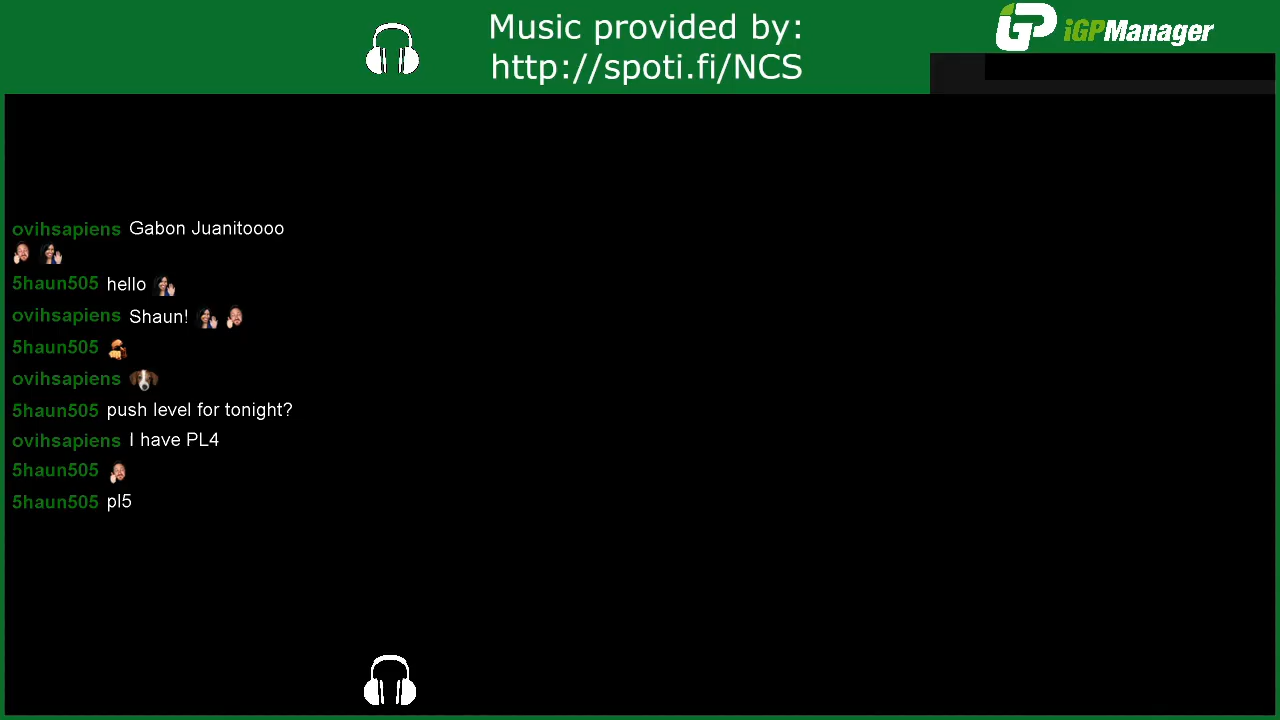 Music provided by:
http://spoti.fi/NCS
iGPManager
ovihsapiens Gabon Juanitoooo
5haun505 hello
ovihsapiens Shaun!
5haun505
ovihsapiens
5haun505 push level for tonight?
ovihsapiens I have PL4
5haun505
5haun505 pl5